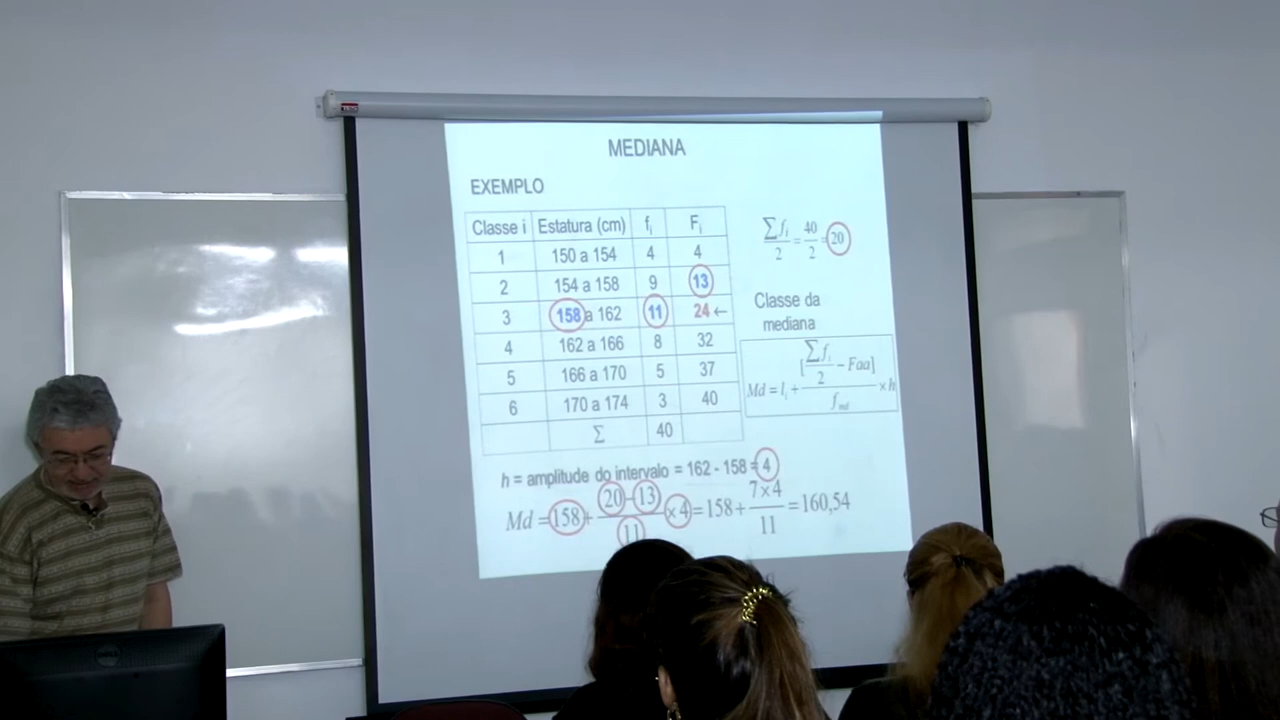 MEDIANA
EXEMPLO
Classe i Estatura (cm) fᵢ Fᵢ
1 150 a 154 4 4
2 154 a 158 9 13
3 158 a 162 11 24 ←
4 162 a 166 8 32
5 166 a 170 5 37
6 170 a 174 3 40
Σ 40
∑fᵢ/2 = 40/2 = 20
Classe da
mediana
Md = lᵢ + [∑fᵢ/2 − Faa]/f_md × h
h = amplitude do intervalo = 162 - 158 = 4
Md = 158 + 20 − 13/11 × 4 = 158 + 7 × 4/11 = 160,54
DELL